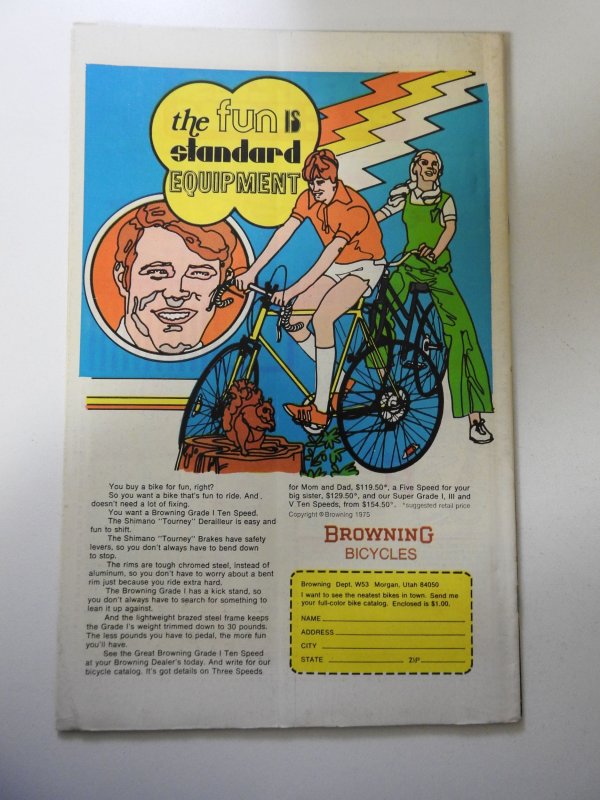 the fun IS
standard
EQUIPMENT
You buy a bike for fun, right?
So you want a bike that's fun to ride. And
doesn't need a lot of fixing.
You want a Browning Grade I Ten Speed.
The Shimano "Tourney" Derailleur is easy and
fun to shift.
The Shimano "Tourney" Brakes have safety
levers, so you don't always have to bend down
to stop.
The rims are tough chromed steel, instead of
aluminum, so you don't have to worry about a bent
rim just because you ride extra hard.
The Browning Grade I has a kick stand, so
you don't always have to search for something to
lean it up against.
And the lightweight brazed steel frame keeps
the Grade I's weight trimmed down to 30 pounds.
The less pounds you have to pedal, the more fun
you'll have.
See the Great Browning Grade I Ten Speed
at your Browning Dealer's today. And write for our
bicycle catalog. It's got details on Three Speeds
for Mom and Dad, $119.50*, a Five Speed for your
big sister, $129.50*, and our Super Grade I, III and
V Ten Speeds, from $154.50*. *suggested retail price
Copyright © Browning 1975
BROWNING
BICYCLES
Browning Dept. W53 Morgan, Utah 84050
I want to see the neatest bikes in town. Send me
your full-color bike catalog. Enclosed is $1.00.
NAME
ADDRESS
CITY
STATE ZIP